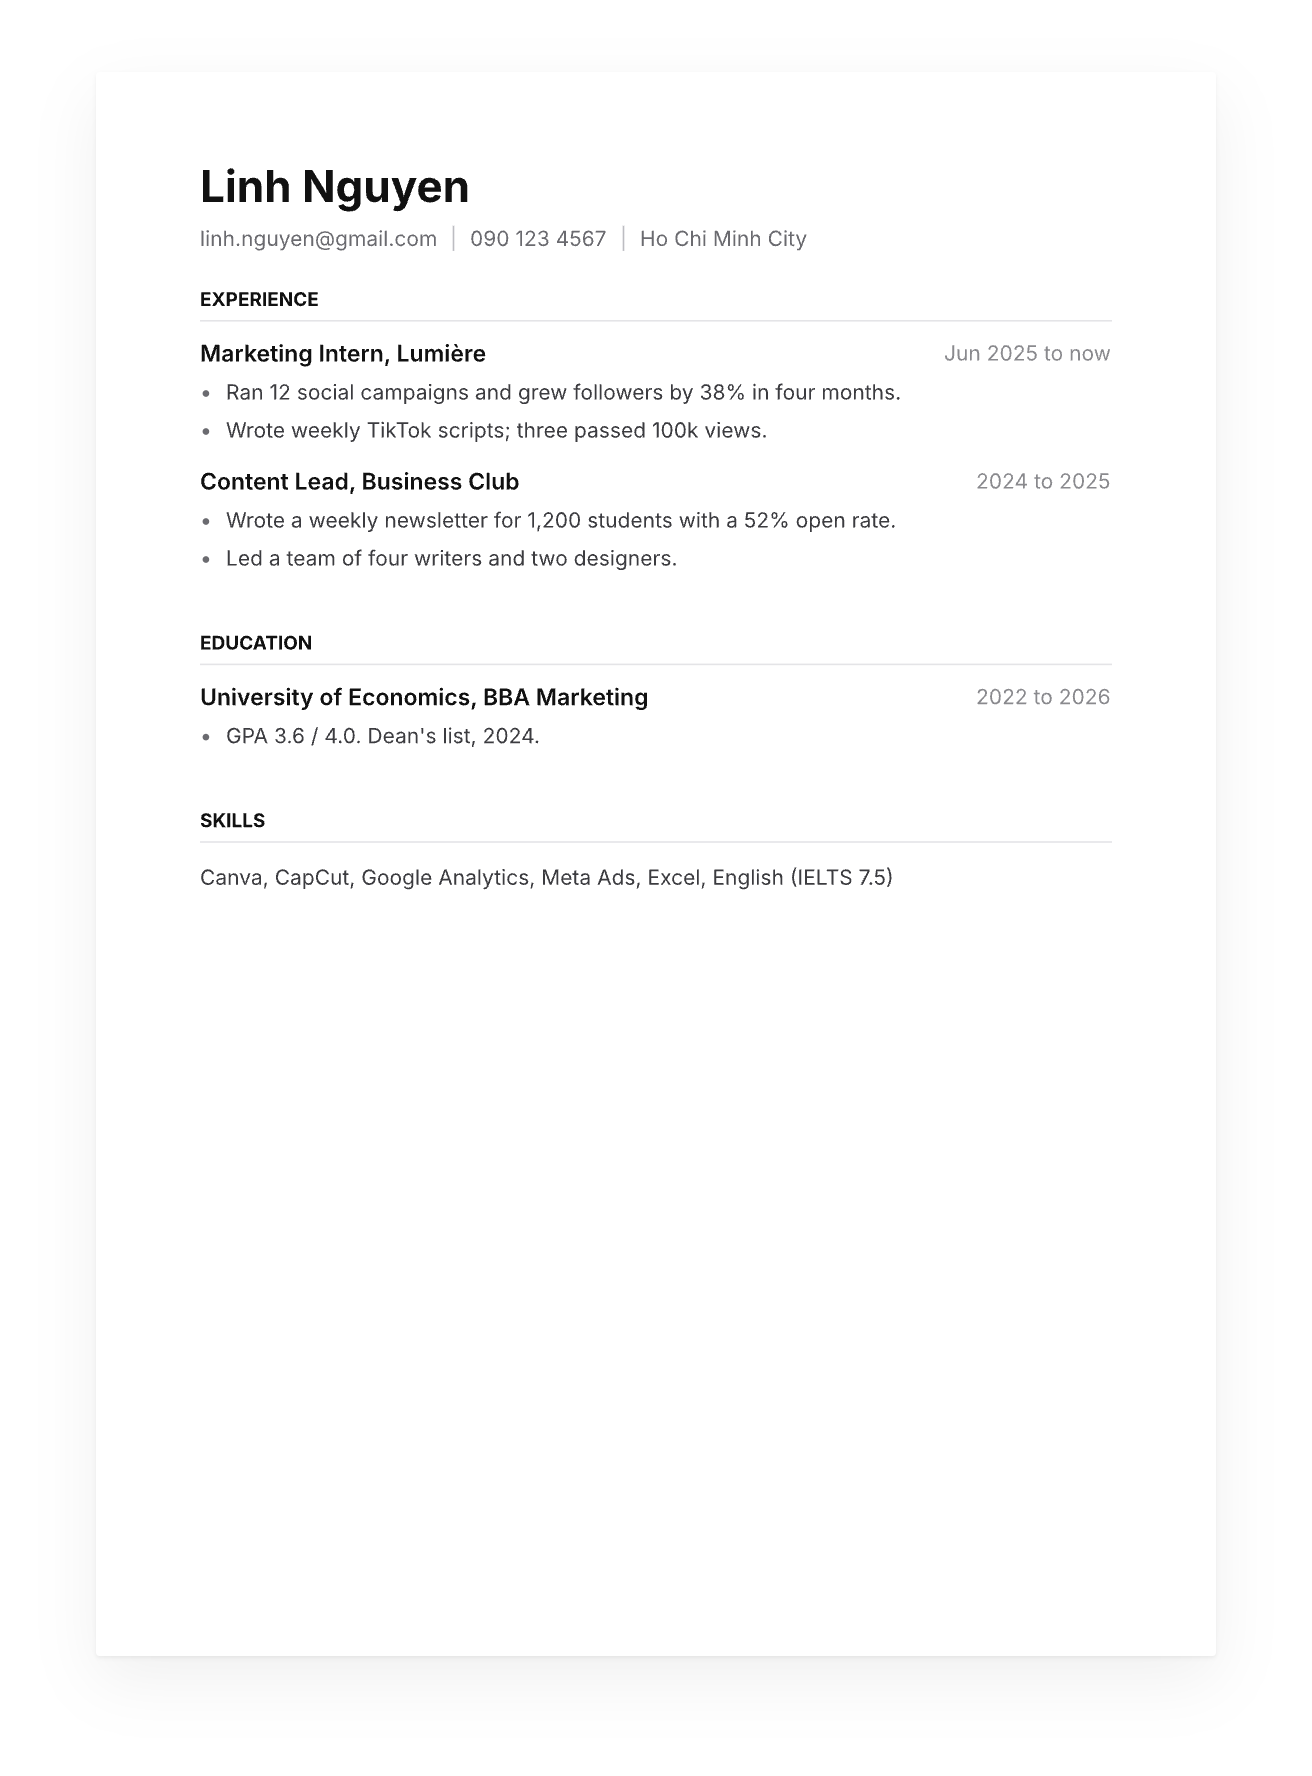 Linh Nguyen
linh.nguyen@gmail.com | 090 123 4567 | Ho Chi Minh City
EXPERIENCE
Marketing Intern, Lumière Jun 2025 to now
• Ran 12 social campaigns and grew followers by 38% in four months.
• Wrote weekly TikTok scripts; three passed 100k views.
Content Lead, Business Club 2024 to 2025
• Wrote a weekly newsletter for 1,200 students with a 52% open rate.
• Led a team of four writers and two designers.
EDUCATION
University of Economics, BBA Marketing 2022 to 2026
• GPA 3.6 / 4.0. Dean's list, 2024.
SKILLS
Canva, CapCut, Google Analytics, Meta Ads, Excel, English (IELTS 7.5)